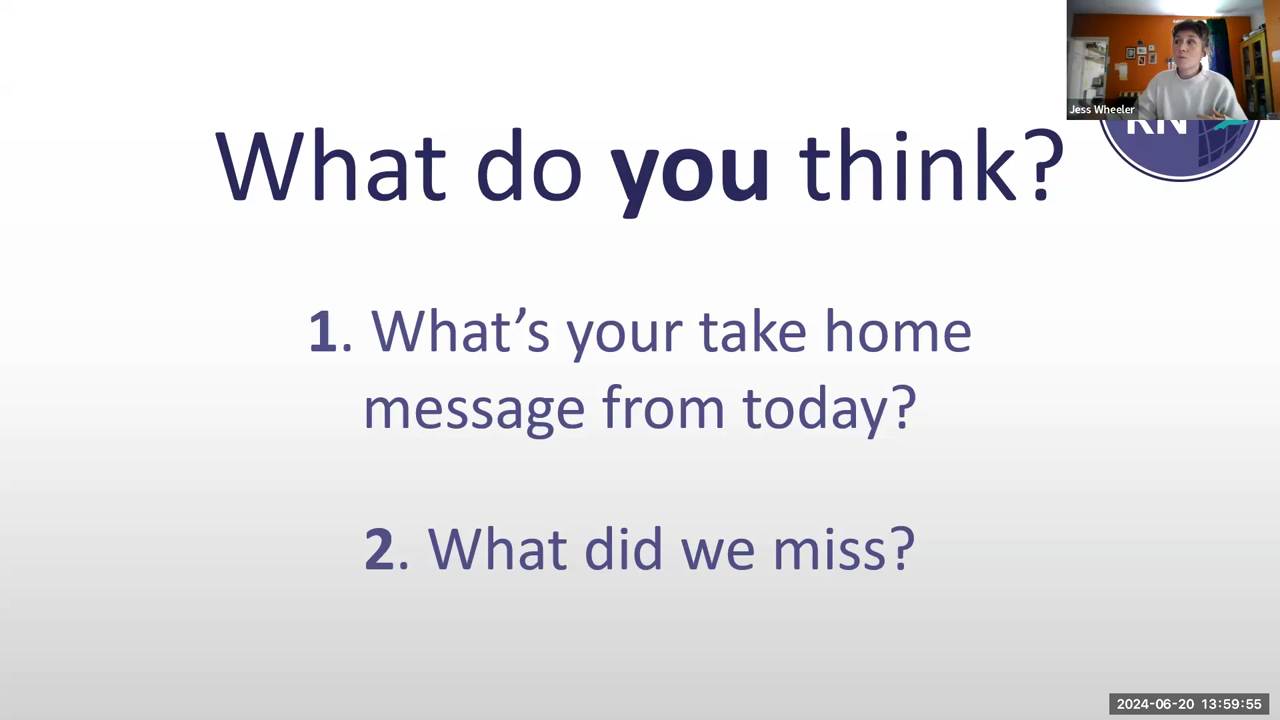 Jess Wheeler
RN
What do you think?
1. What’s your take home
message from today?
2. What did we miss?
2024-06-20 13:59:55